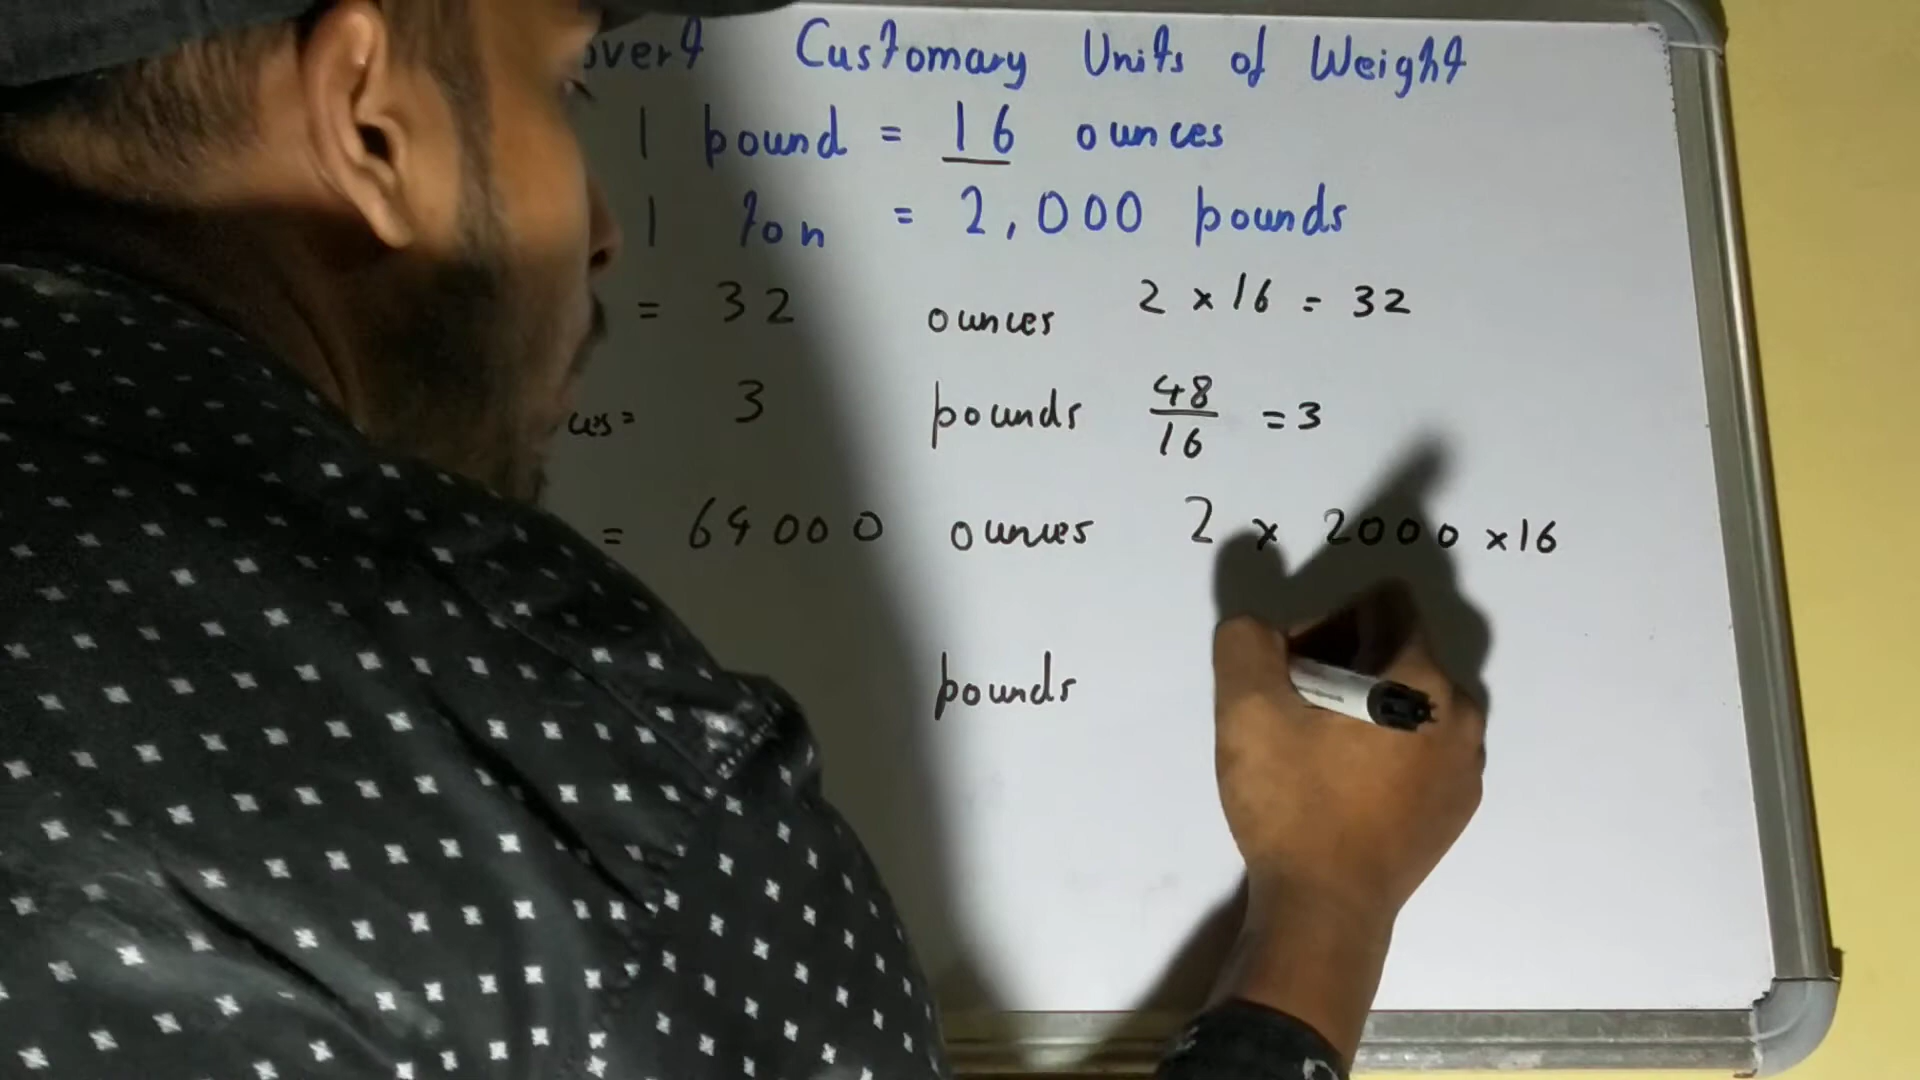 Customary Units of Weight
1 pound = 16 ounces
1 ton = 2,000 pounds
= 32 ounces 2 x 16 = 32
= 3 pounds 48/16 = 3
= 64000 ounces 2 x 2000 x 16
pounds